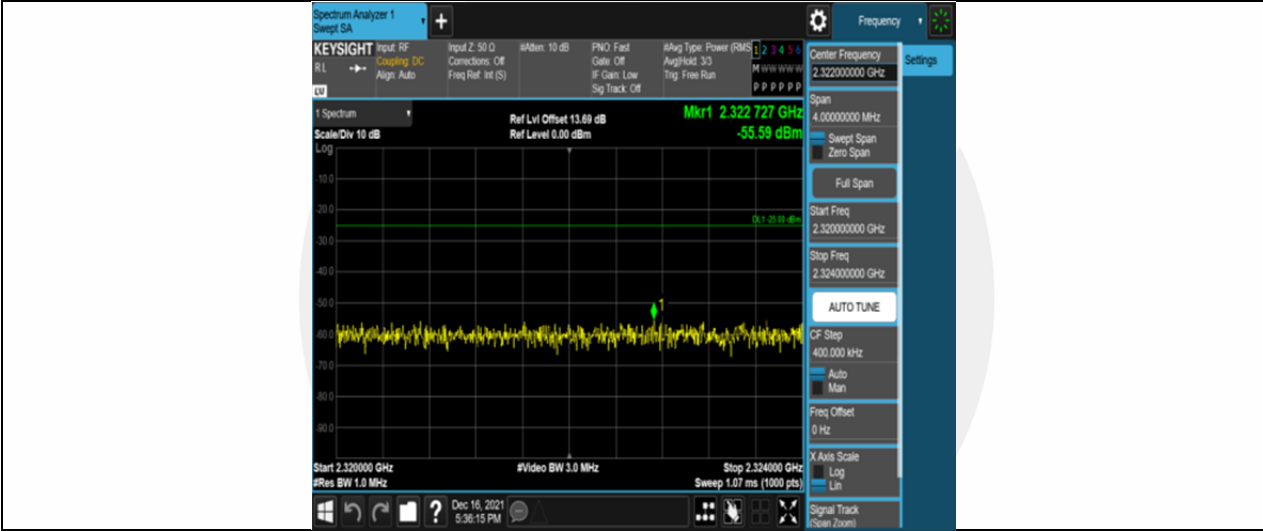 Spectrum Analyzer 1
Swept SA
+
Frequency
KEYSIGHT
RL
LV
Input: RF
Coupling: DC
Align: Auto
Input Z: 50 Ω
Corrections: Off
Freq Ref: Int (S)
#Atten: 10 dB
PNO: Fast
Gate: Off
IF Gain: Low
Sig Track: Off
#Avg Type: Power (RMS
Avg|Hold: 3/3
Trig: Free Run
1 2 3 4 5 6
M W W W W W
P P P P P P
Center Frequency
2.322000000 GHz
Settings
Span
4.00000000 MHz
Swept Span
Zero Span
Full Span
Start Freq
2.320000000 GHz
Stop Freq
2.324000000 GHz
AUTO TUNE
CF Step
400.000 kHz
Auto
Man
Freq Offset
0 Hz
X Axis Scale
Log
Lin
Signal Track
(Span Zoom)
1 Spectrum
Scale/Div 10 dB
Log
Ref Lvl Offset 13.69 dB
Ref Level 0.00 dBm
Mkr1 2.322 727 GHz
-55.59 dBm
-10.0
-20.0
DL1 -25.00 dBm
-30.0
-40.0
-50.0
1
-60.0
-70.0
-80.0
-90.0
Start 2.320000 GHz
#Res BW 1.0 MHz
#Video BW 3.0 MHz
Stop 2.324000 GHz
Sweep 1.07 ms (1000 pts)
?
Dec 16, 2021
5:36:15 PM